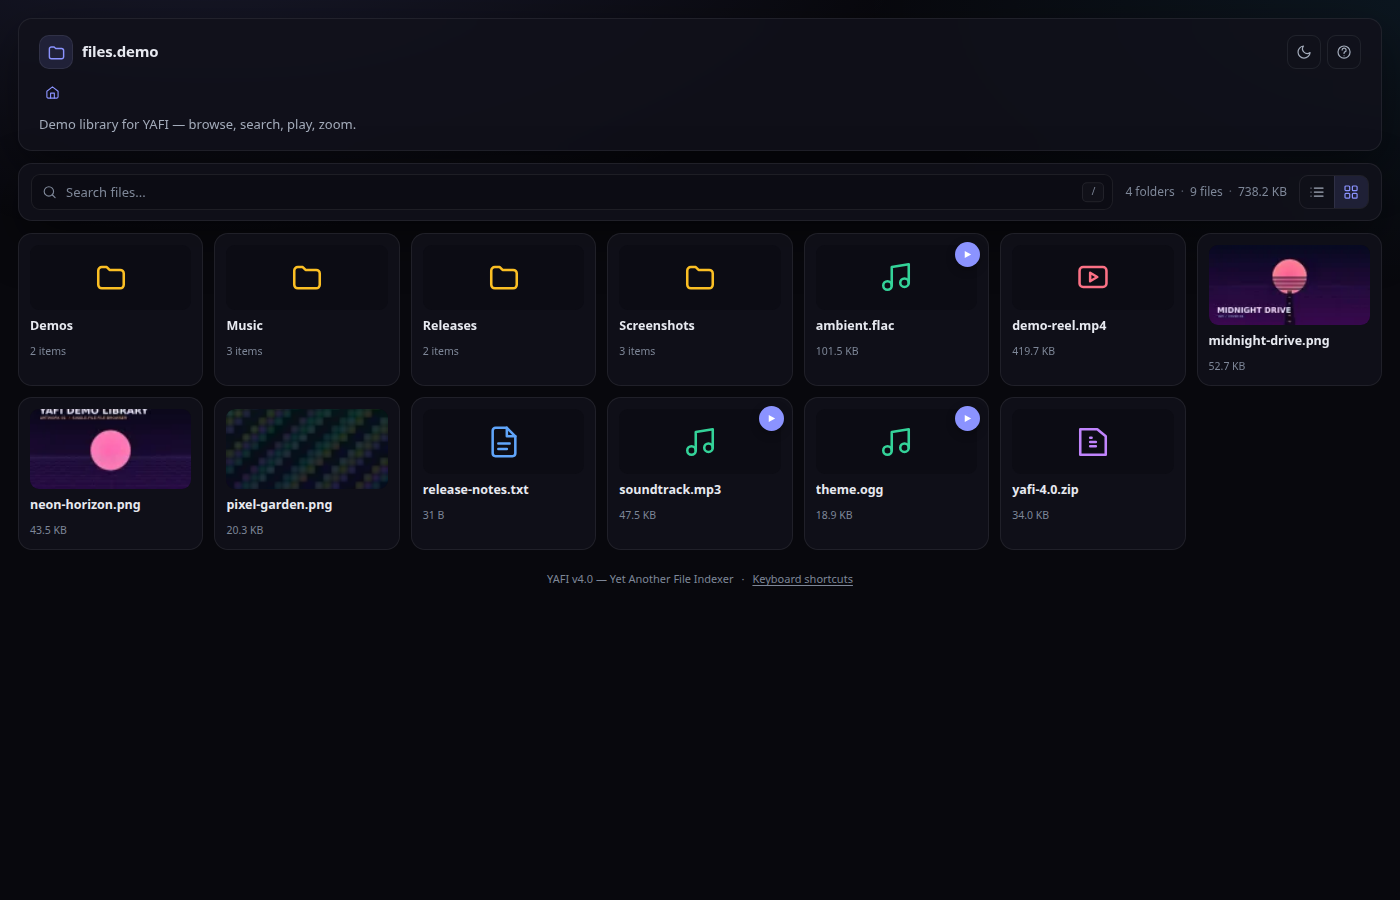 files.demo
Demo library for YAFI — browse, search, play, zoom.
Search files...
/
4 folders · 9 files · 738.2 KB
Demos
2 items
Music
3 items
Releases
2 items
Screenshots
3 items
ambient.flac
101.5 KB
demo-reel.mp4
419.7 KB
MIDNIGHT DRIVE
midnight-drive.png
52.7 KB
YAFI DEMO LIBRARY
neon-horizon.png
43.5 KB
pixel-garden.png
20.3 KB
release-notes.txt
31 B
soundtrack.mp3
47.5 KB
theme.ogg
18.9 KB
yafi-4.0.zip
34.0 KB
YAFI v4.0 — Yet Another File Indexer · Keyboard shortcuts